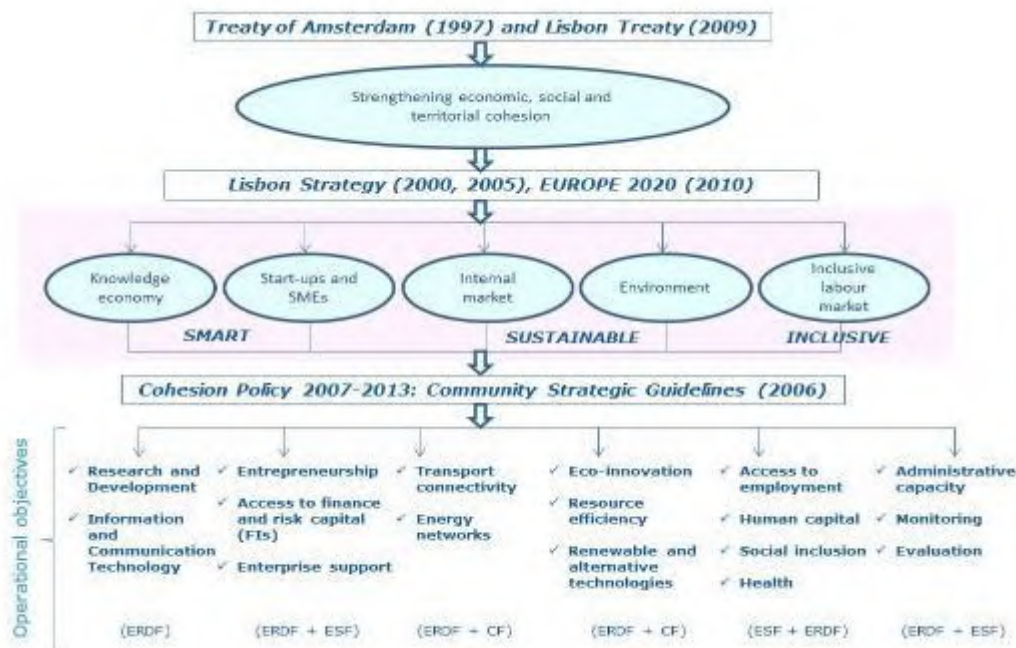 Treaty of Amsterdam (1997) and Lisbon Treaty (2009)
Strengthening economic, social and
territorial cohesion
Lisbon Strategy (2000, 2005), EUROPE 2020 (2010)
Knowledge
economy
Start-ups and
SMEs
Internal
market
Environment
Inclusive
labour
market
SMART
SUSTAINABLE
INCLUSIVE
Cohesion Policy 2007-2013: Community Strategic Guidelines (2006)
Operational objectives
✓ Research and
Development
✓ Information
and
Communication
Technology
(ERDF)
✓ Entrepreneurship
✓ Access to finance
and risk capital
(FIs)
✓ Enterprise support
(ERDF + ESF)
✓ Transport
connectivity
✓ Energy
networks
(ERDF + CF)
✓ Eco-innovation
✓ Resource
efficiency
✓ Renewable and
alternative
technologies
(ERDF + CF)
✓ Access to
employment
✓ Human capital
✓ Social inclusion
✓ Health
(ESF + ERDF)
✓ Administrative
capacity
✓ Monitoring
✓ Evaluation
(ERDF + ESF)